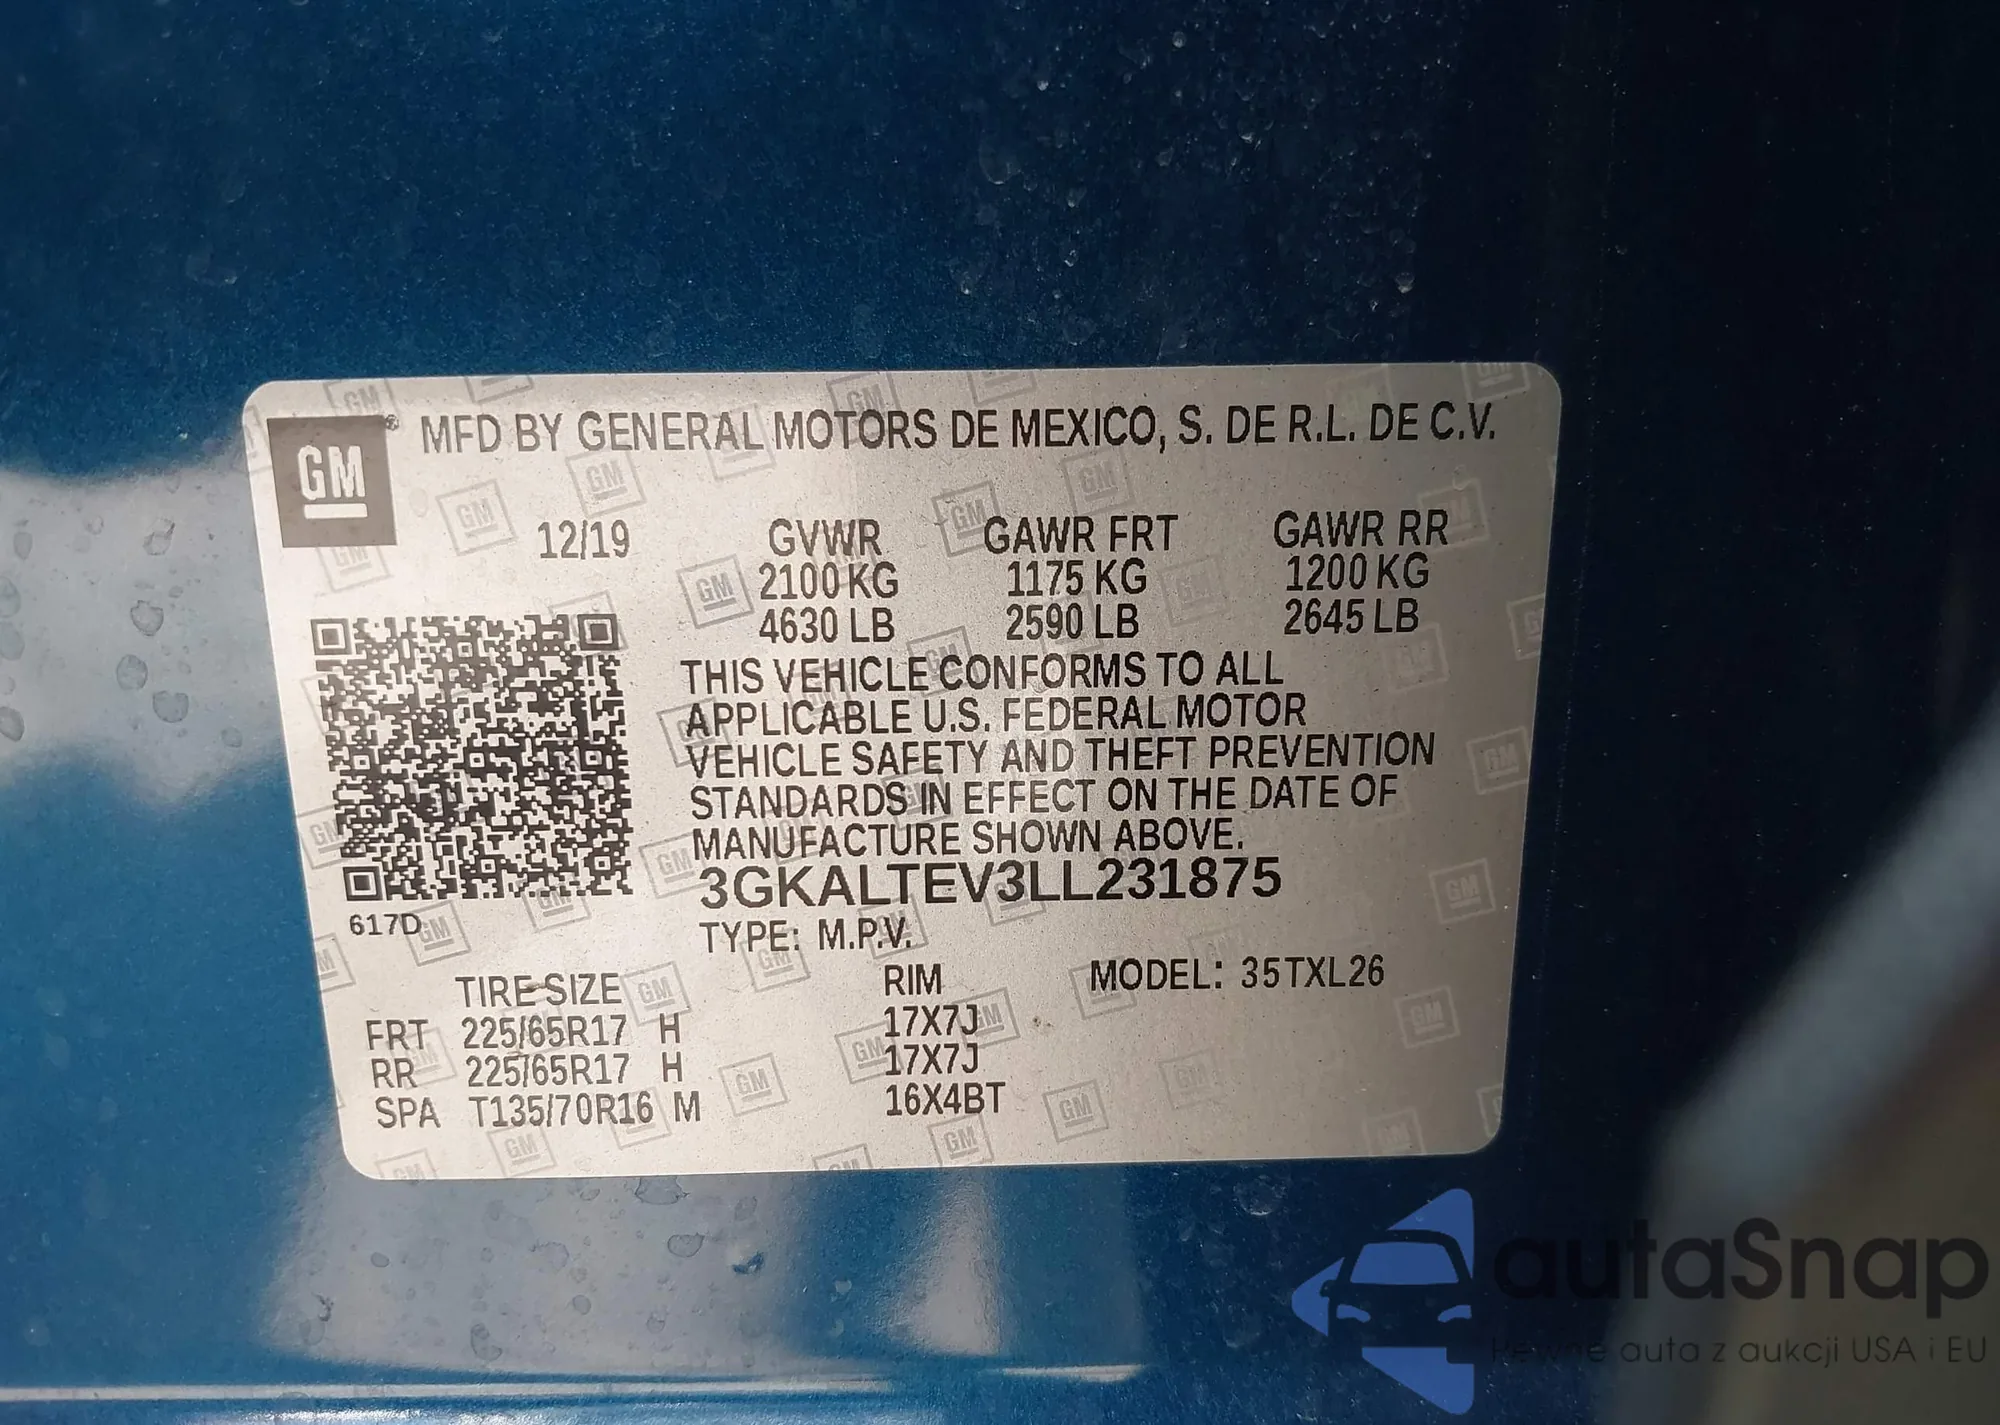 GM® MFD BY GENERAL MOTORS DE MEXICO, S. DE R.L. DE C.V.
12/19 GVWR GAWR FRT GAWR RR
2100 KG 1175 KG 1200 KG
4630 LB 2590 LB 2645 LB
THIS VEHICLE CONFORMS TO ALL
APPLICABLE U.S. FEDERAL MOTOR
VEHICLE SAFETY AND THEFT PREVENTION
STANDARDS IN EFFECT ON THE DATE OF
MANUFACTURE SHOWN ABOVE.
3GKALTEV3LL231875
617D
TYPE: M.P.V.
TIRE SIZE RIM MODEL: 35TXL26
FRT 225/65R17 H 17X7J
RR 225/65R17 H 17X7J
SPA T135/70R16 M 16X4BT
autaSnap
Pewne auta z aukcji USA i EU